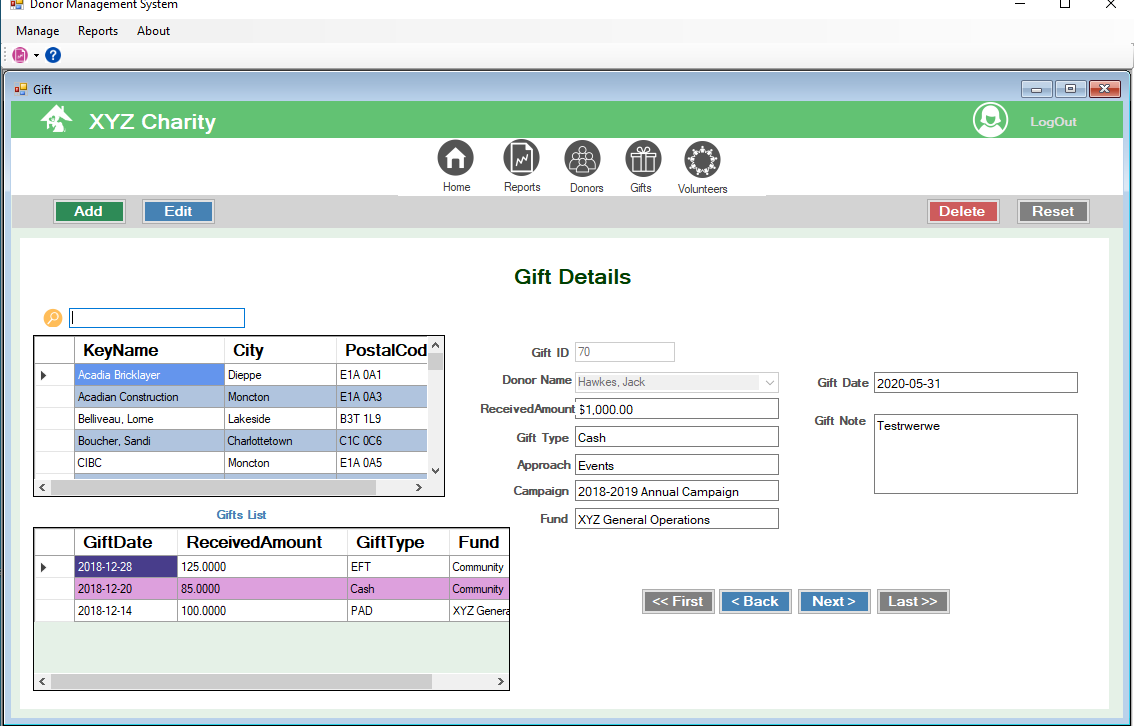 Donor Management System
Manage Reports About
Gift
XYZ Charity
LogOut
Home Reports Donors Gifts Volunteers
Add Edit Delete Reset
Gift Details
KeyName City PostalCod
Acadia Bricklayer Dieppe E1A 0A1
Acadian Construction Moncton E1A 0A3
Belliveau, Lorne Lakeside B3T 1L9
Boucher, Sandi Charlottetown C1C 0C6
CIBC Moncton E1A 0A5
Gift ID 70
Donor Name Hawkes, Jack
ReceivedAmount $1,000.00
Gift Type Cash
Approach Events
Campaign 2018-2019 Annual Campaign
Fund XYZ General Operations
Gift Date 2020-05-31
Gift Note Testrwerwe
Gifts List
GiftDate ReceivedAmount GiftType Fund
2018-12-28 125.0000 EFT Community
2018-12-20 85.0000 Cash Community
2018-12-14 100.0000 PAD XYZ Genera
<< First < Back Next > Last >>